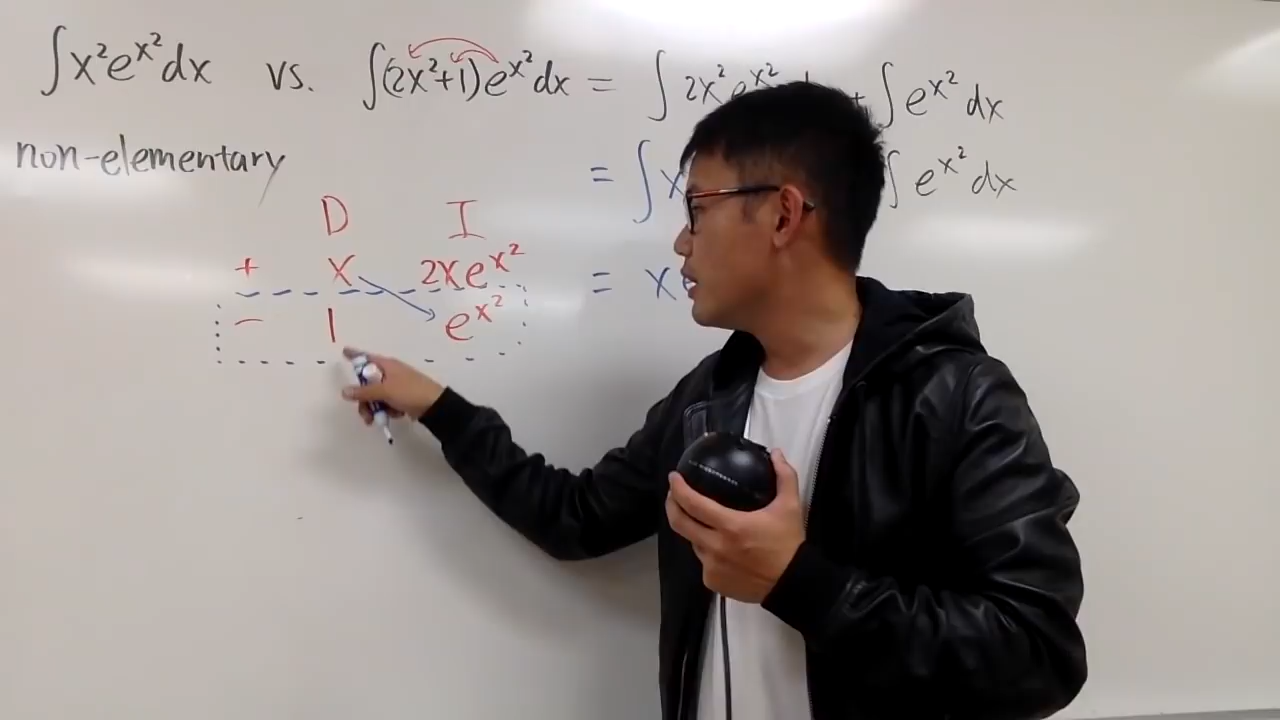 ∫x²e^{x²}dx vs. ∫(2x²+1)e^{x²}dx = ∫2x²e^{x²} + ∫e^{x²}dx
non-elementary = ∫x ∫e^{x²}dx
D I
+ x 2xe^{x²} = x
− 1 e^{x²}